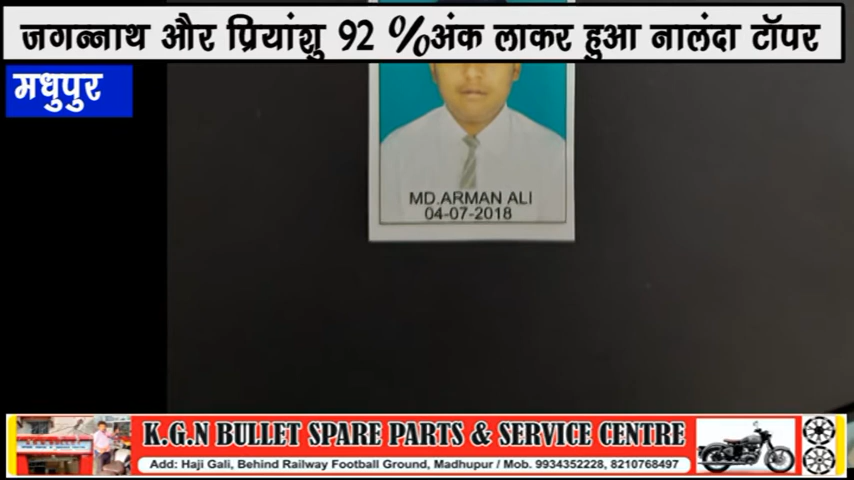 जगन्नाथ और प्रियांशु 92 %अंक लाकर हुआ नालंदा टॉपर
मधुपुर
MD.ARMAN ALI
04-07-2018
K.G.N BULLET SPARE PARTS & SERVICE CENTRE
Add: Haji Gali, Behind Railway Football Ground, Madhupur / Mob. 9934352228, 8210768497